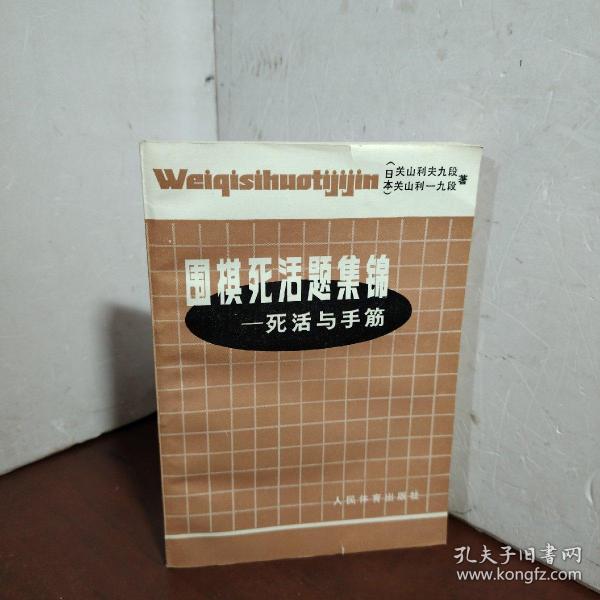 Weiqisihuotijijin
（日本）
关山利夫九段
关山利一九段
著
围棋死活题集锦
—死活与手筋
人民体育出版社
孔夫子旧書网
www.kongfz.com